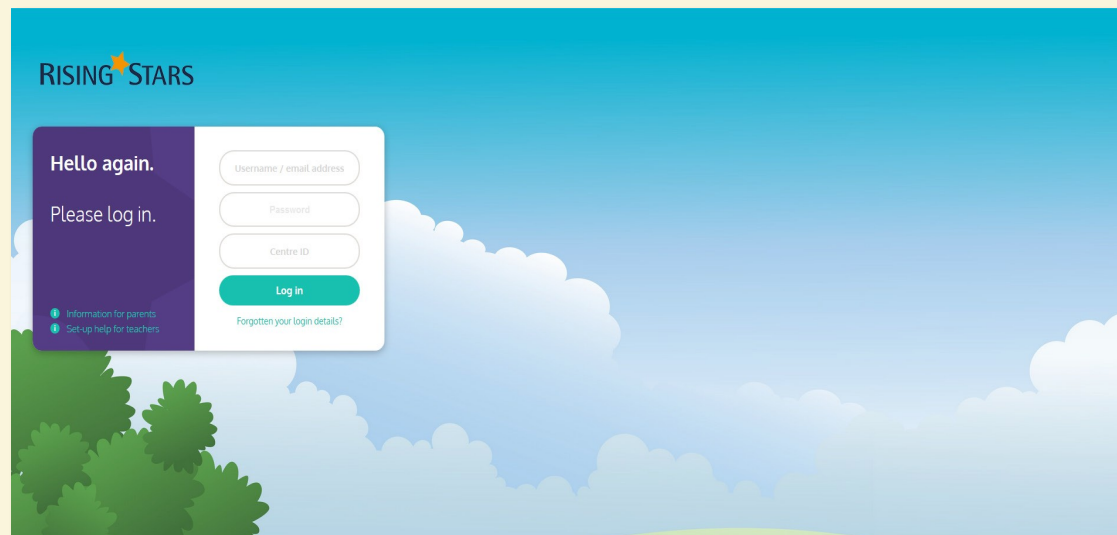 RISING STARS
Hello again.
Please log in.
Information for parents
Set-up help for teachers
Username / email address
Password
Centre ID
Log in
Forgotten your login details?